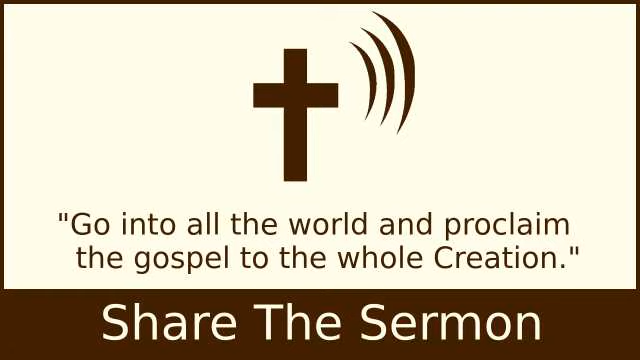 "Go into all the world and proclaim
the gospel to the whole Creation."
Share The Sermon